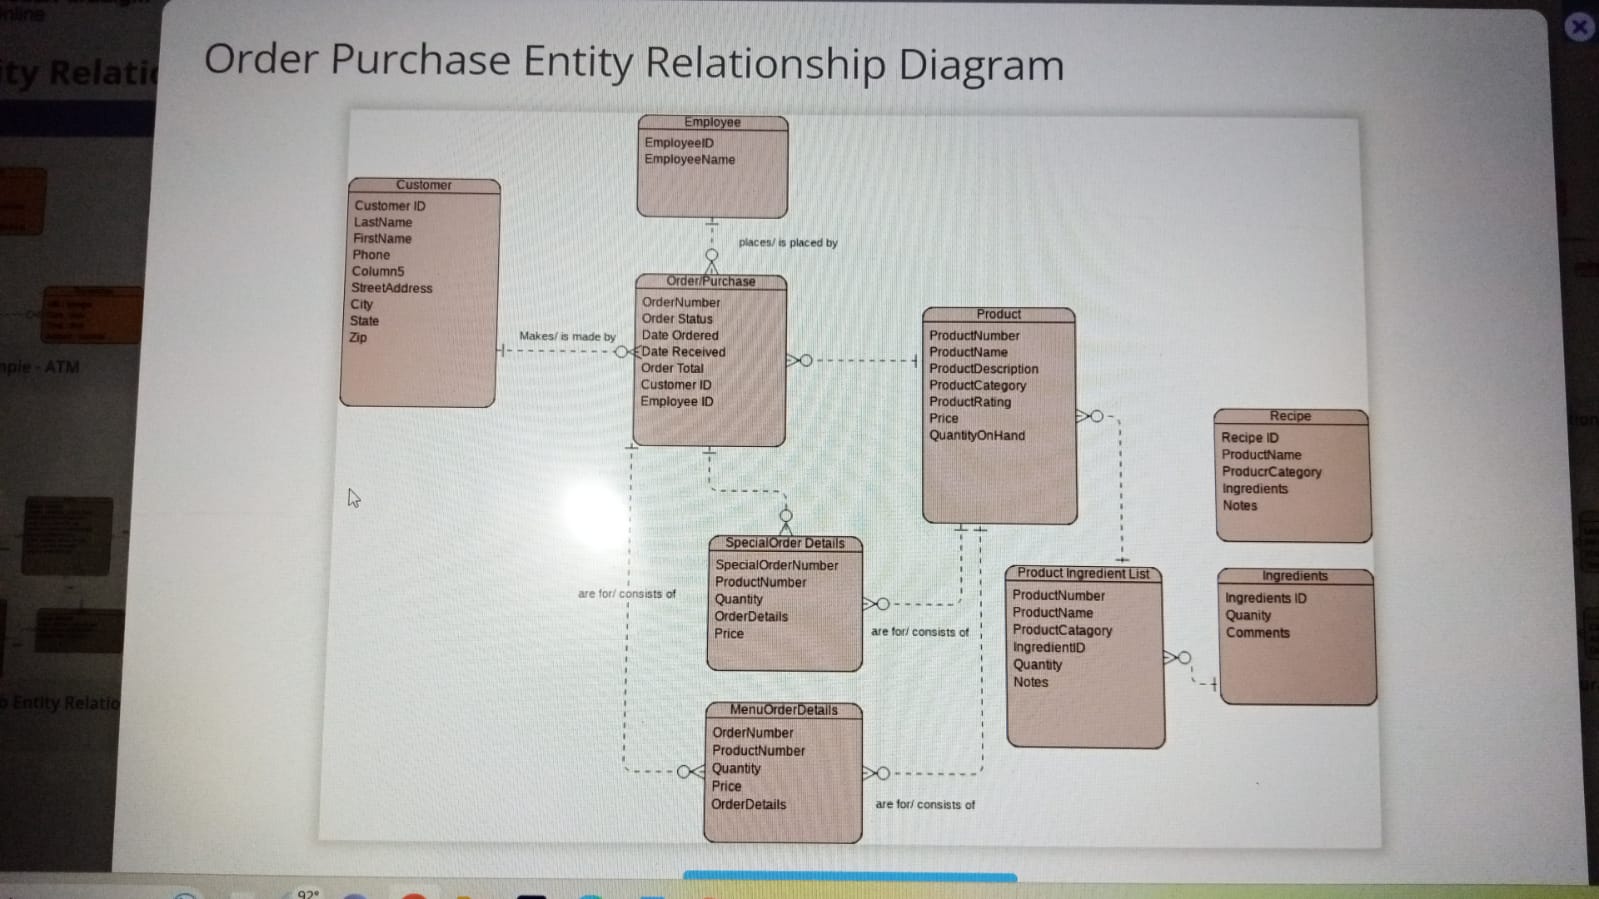 nline
ity Relatio
Order Purchase Entity Relationship Diagram
Employee
EmployeeID
EmployeeName
Customer
Customer ID
LastName
FirstName
Phone
Column5
StreetAddress
City
State
Zip
places/ is placed by
Makes/ is made by
Order/Purchase
OrderNumber
Order Status
Date Ordered
Date Received
Order Total
Customer ID
Employee ID
Product
ProductNumber
ProductName
ProductDescription
ProductCategory
ProductRating
Price
QuantityOnHand
Recipe
Recipe ID
ProductName
ProducrCategory
Ingredients
Notes
mple - ATM
SpecialOrder Details
SpecialOrderNumber
ProductNumber
Quantity
OrderDetails
Price
are for/ consists of
are for/ consists of
Product Ingredient List
ProductNumber
ProductName
ProductCatagory
IngredientID
Quantity
Notes
Ingredients
Ingredients ID
Quanity
Comments
o Entity Relatio
MenuOrderDetails
OrderNumber
ProductNumber
Quantity
Price
OrderDetails
are for/ consists of
92°